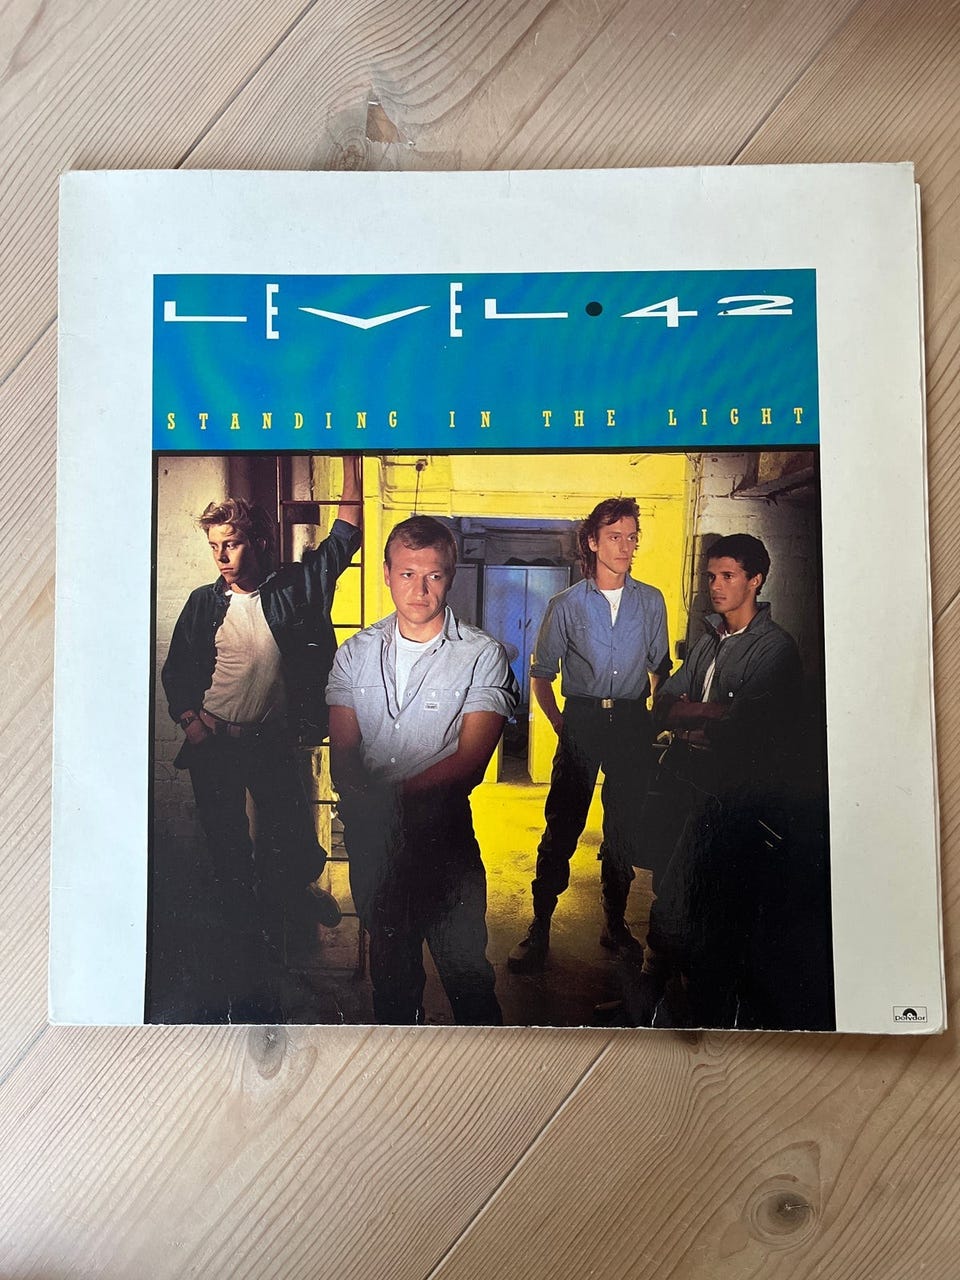 LEVEL·42
STANDING IN THE LIGHT
polydor